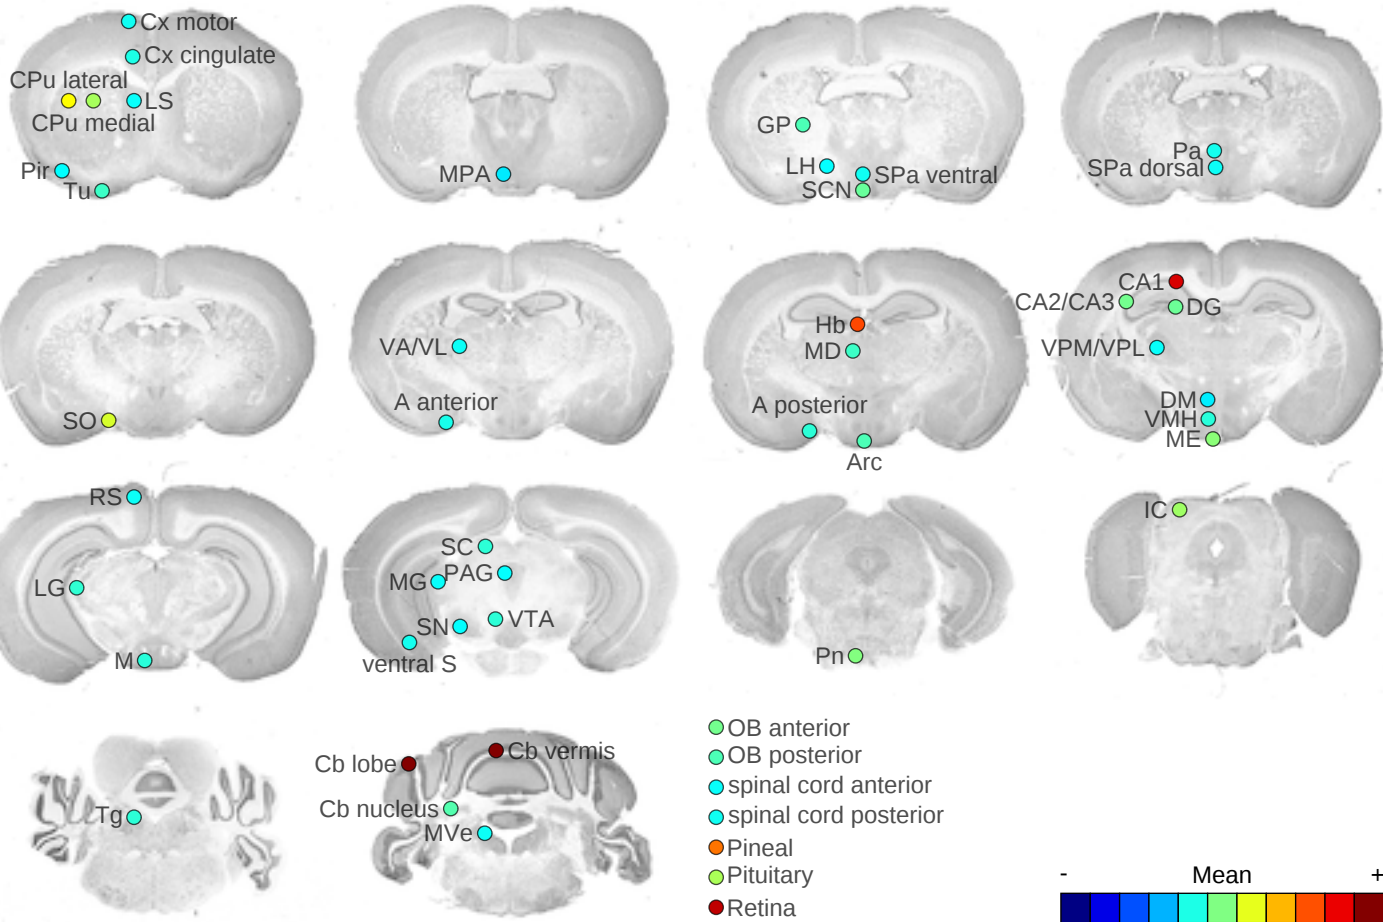 Cx motor
Cx cingulate
CPu lateral
LS
CPu medial
Pir
Tu
MPA
GP
LH
SPa ventral
SCN
Pa
SPa dorsal
SO
VA/VL
A anterior
Hb
MD
A posterior
Arc
CA1
CA2/CA3
DG
VPM/VPL
DM
VMH
ME
RS
LG
M
SC
MG
PAG
SN
VTA
ventral S
Pn
IC
Tg
Cb lobe
Cb vermis
Cb nucleus
MVe
OB anterior
OB posterior
spinal cord anterior
spinal cord posterior
Pineal
Pituitary
Retina
- Mean +